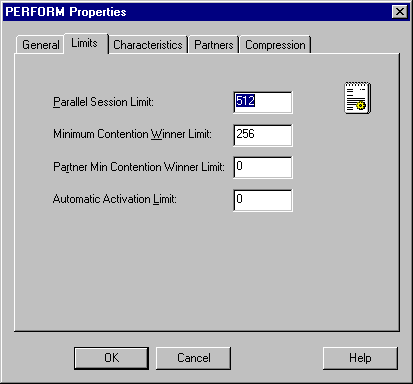 PERFORM Properties
General Limits Characteristics Partners Compression
Parallel Session Limit: 512
Minimum Contention Winner Limit: 256
Partner Min Contention Winner Limit: 0
Automatic Activation Limit: 0
OK Cancel Help